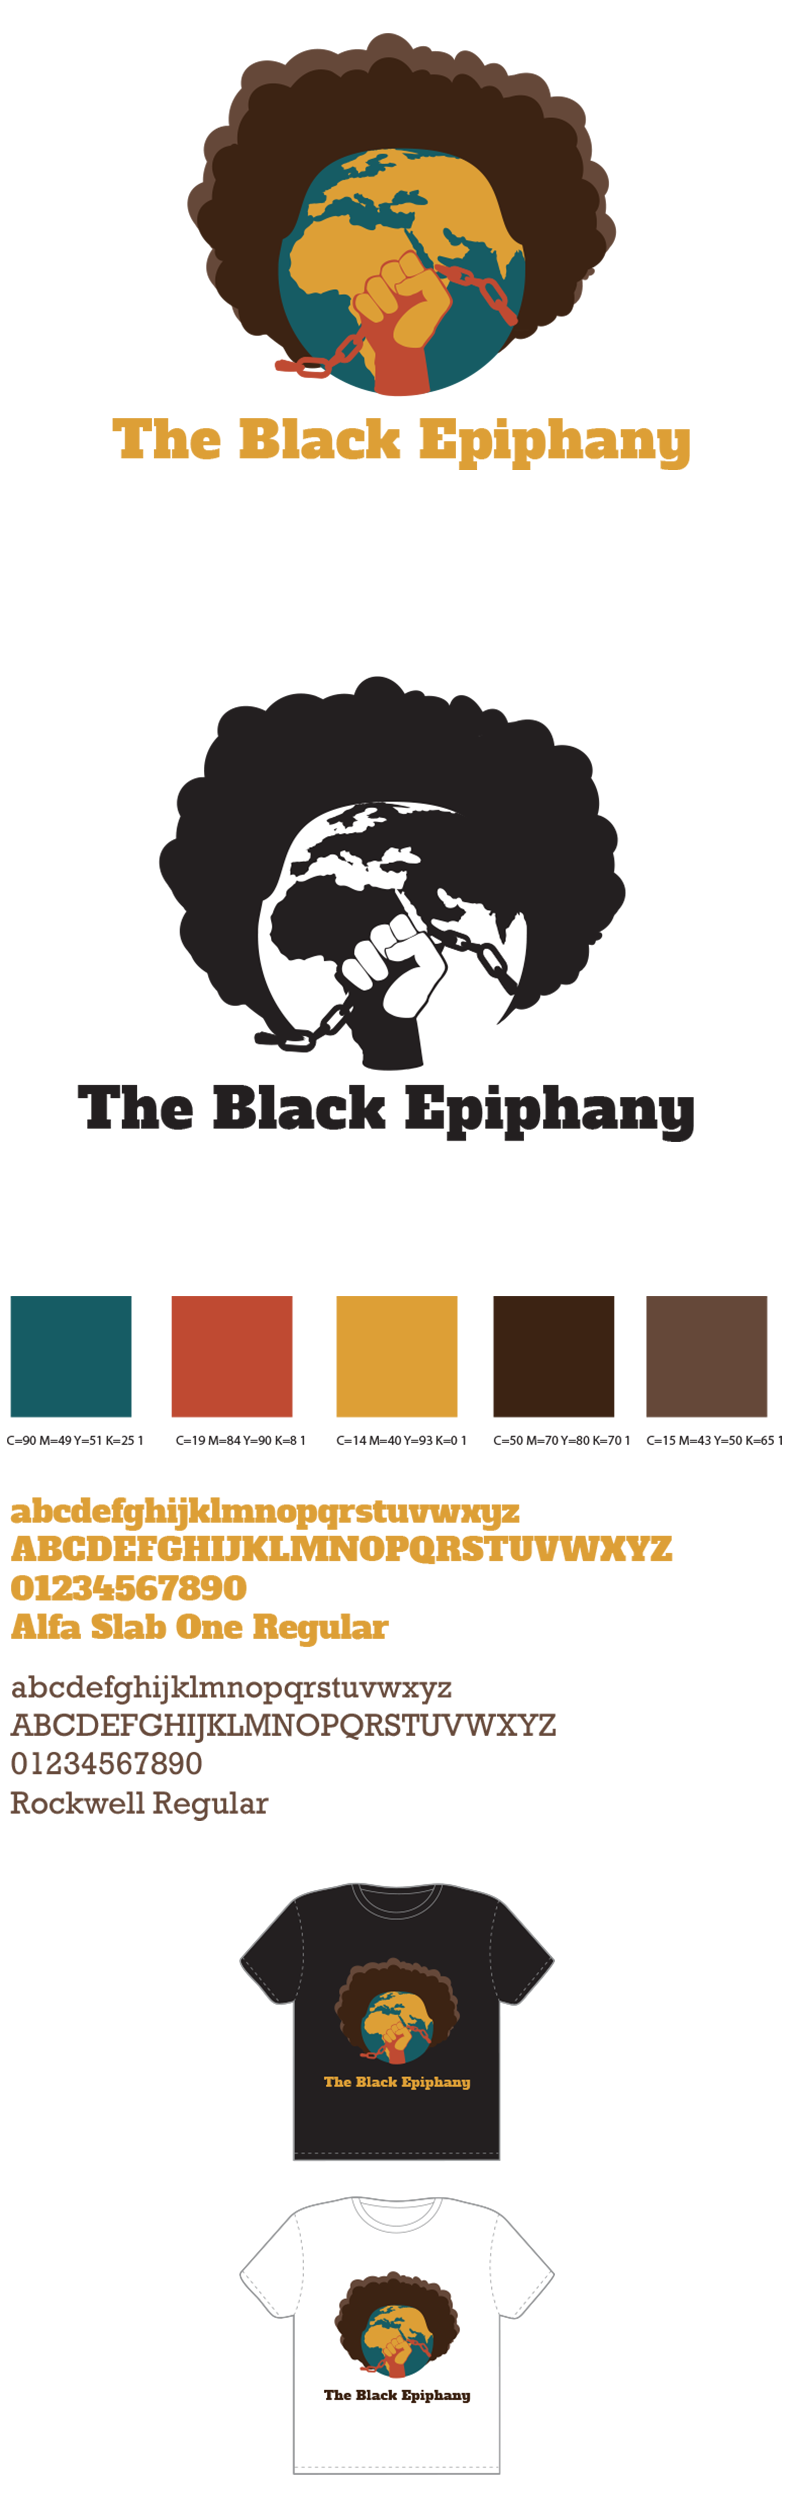 The Black Epiphany
The Black Epiphany
C=90 M=49 Y=51 K=25 1
C=19 M=84 Y=90 K=8 1
C=14 M=40 Y=93 K=0 1
C=50 M=70 Y=80 K=70 1
C=15 M=43 Y=50 K=65 1
abcdefghijklmnopqrstuvwxyz
ABCDEFGHIJKLMNOPQRSTUVWXYZ
01234567890
Alfa Slab One Regular
abcdefghijklmnopqrstuvwxyz
ABCDEFGHIJKLMNOPQRSTUVWXYZ
01234567890
Rockwell Regular
The Black Epiphany
The Black Epiphany